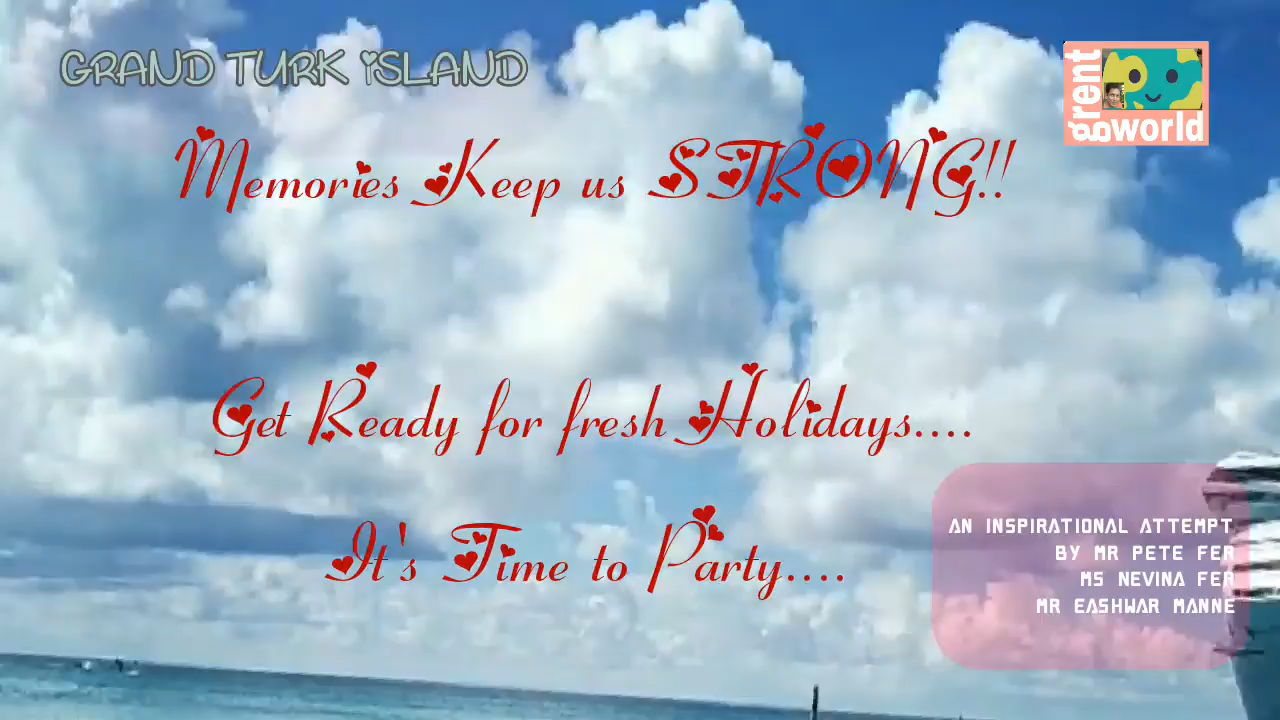 GRAND TURK iSLAND
grent
world
Memories Keep us STRONG!!
Get Ready for fresh Holidays....
It's Time to Party....
AN INSPIRATIONAL ATTEMPT
BY MR PETE FER
MS NEVINA FER
MR EASHWAR MANNE